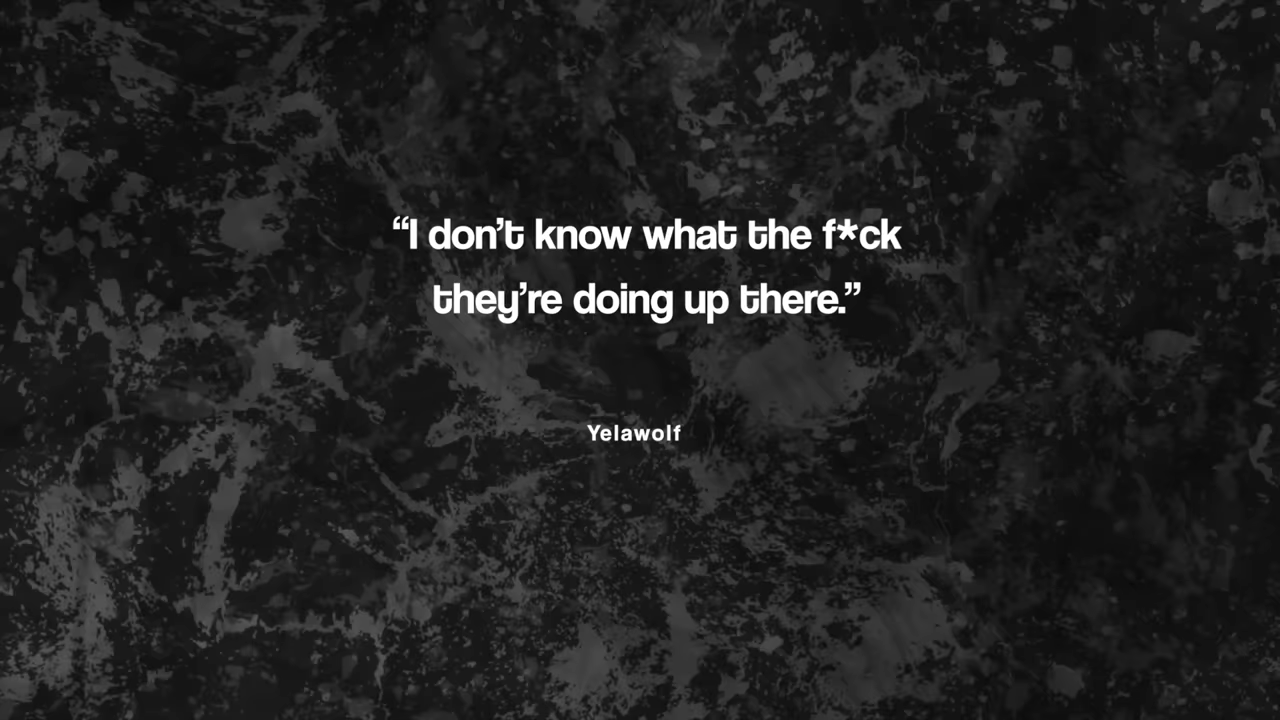 “I don’t know what the f*ck
they’re doing up there.”
Yelawolf